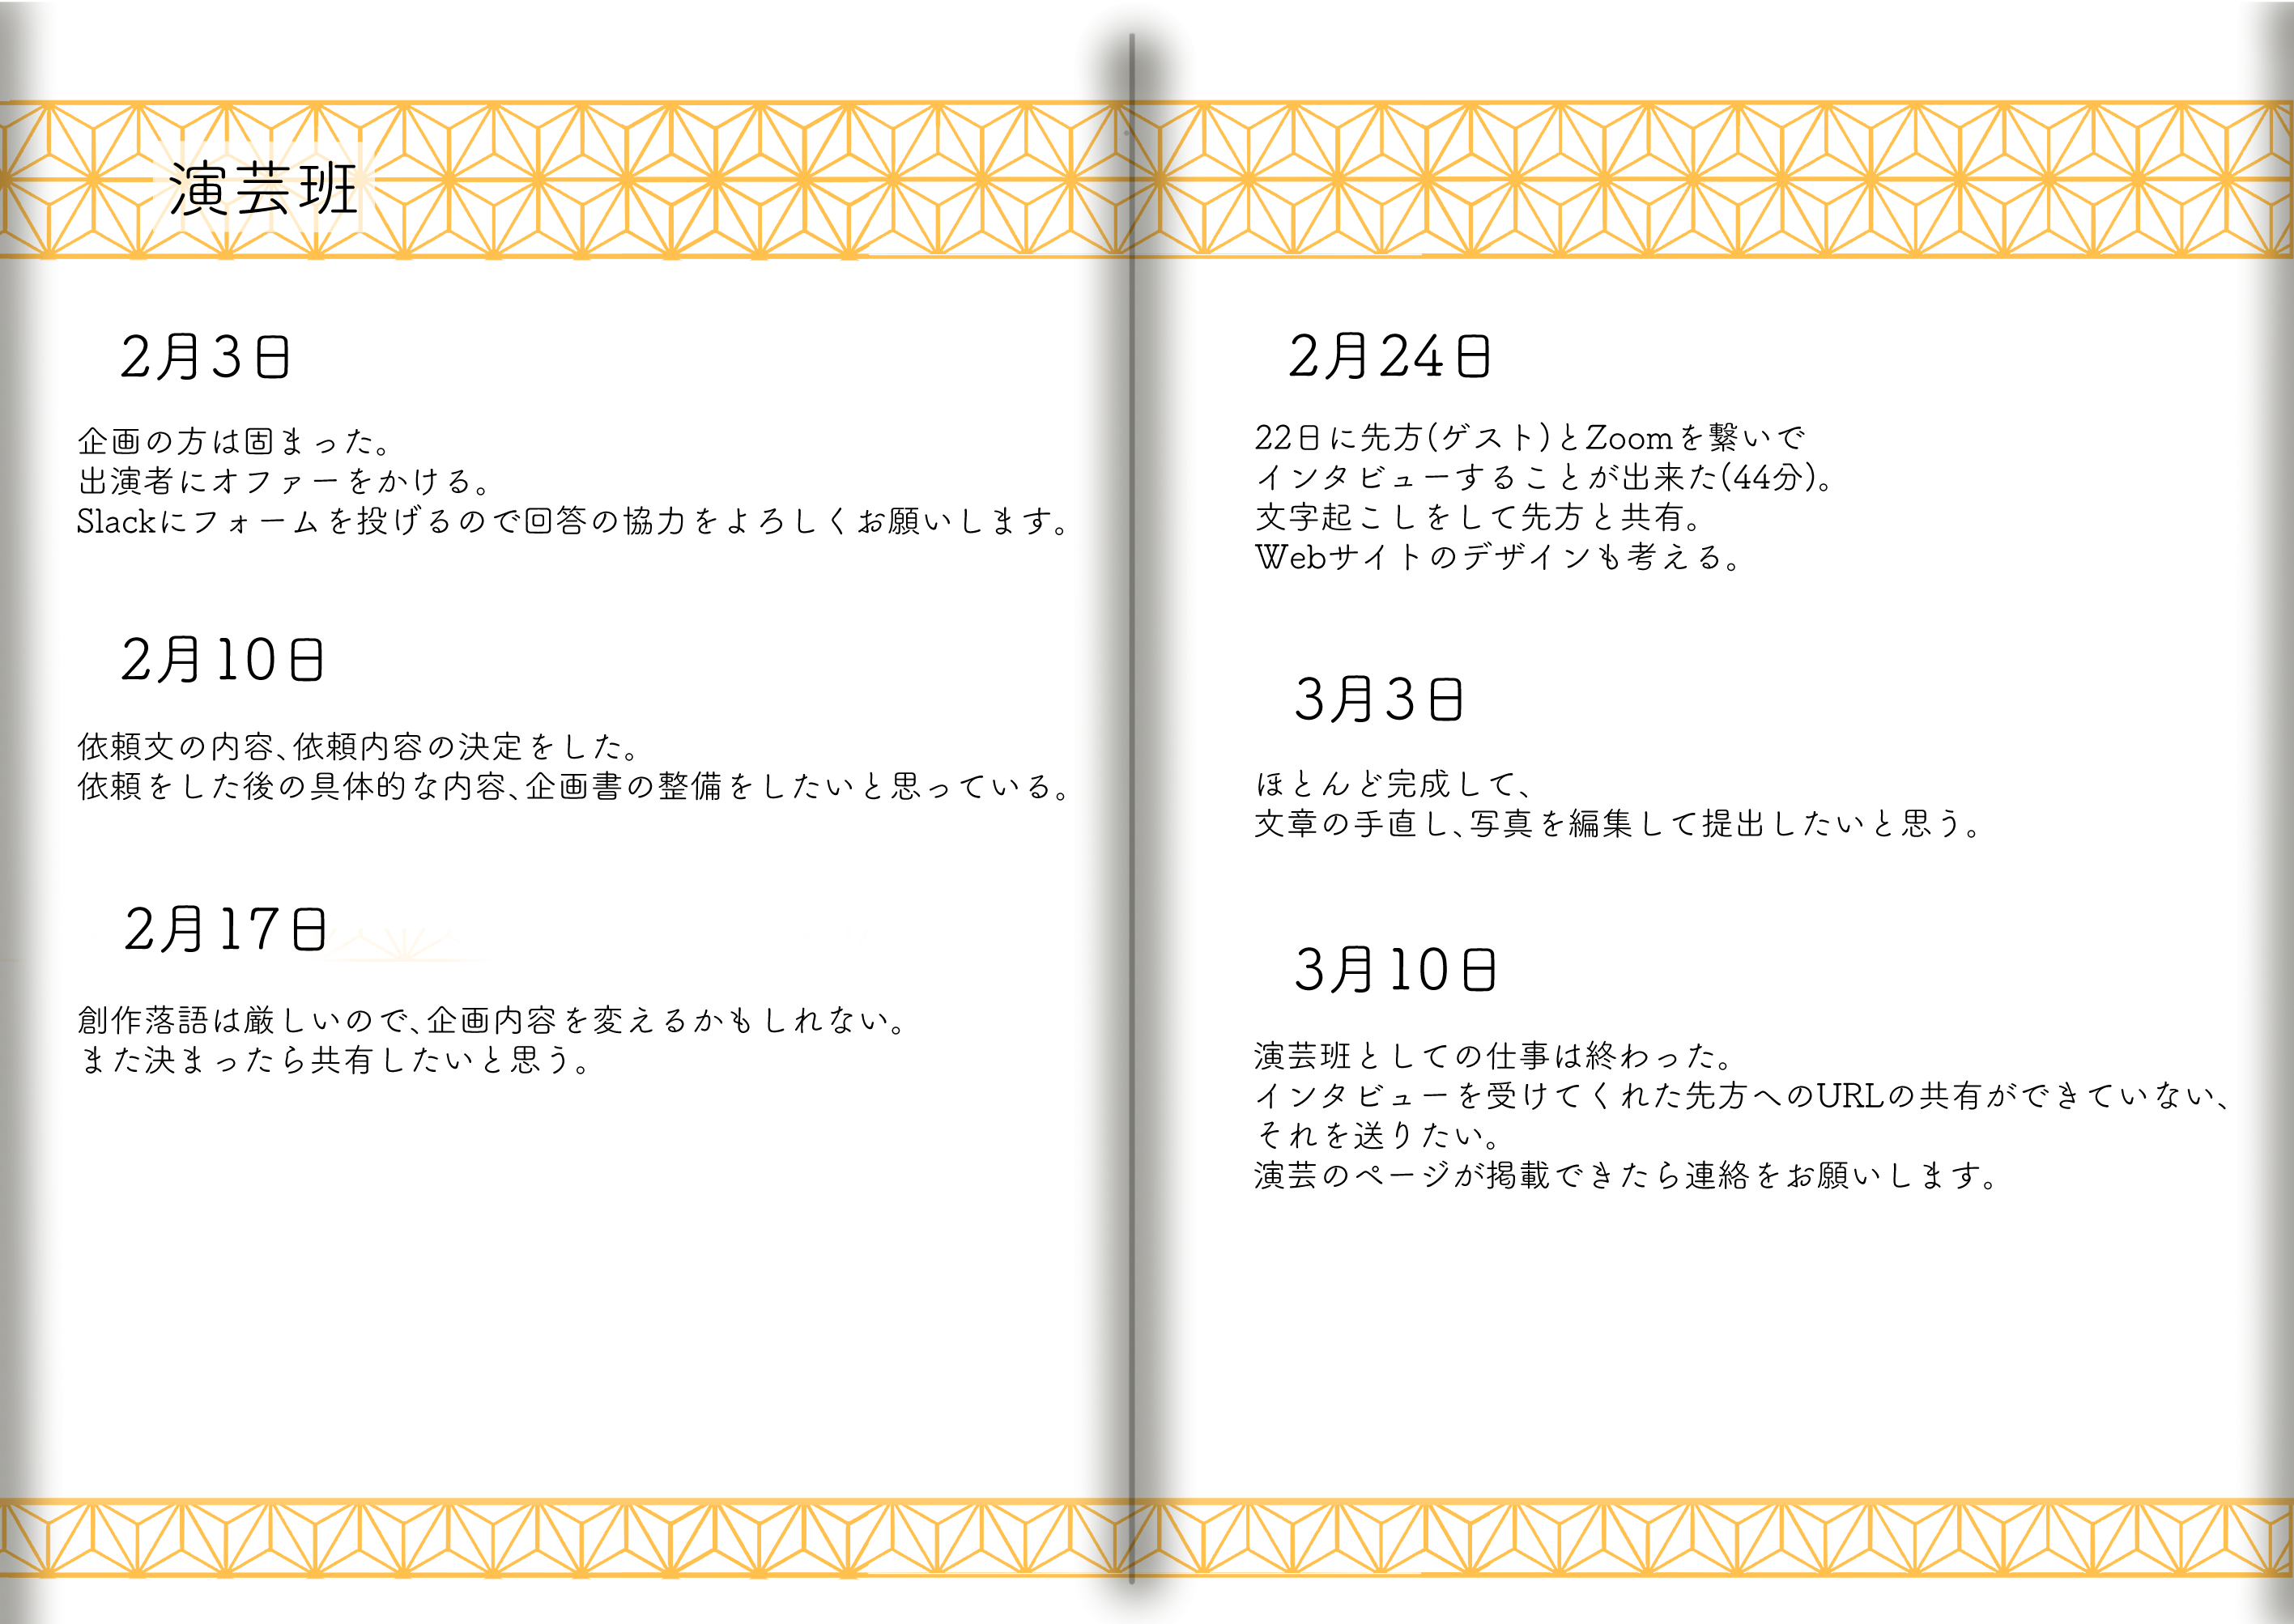 演芸班
2月3日
企画の方は固まった。
出演者にオファーをかける。
Slackにフォームを投げるので回答の協力をよろしくお願いします。
2月10日
依頼文の内容、依頼内容の決定をした。
依頼をした後の具体的な内容、企画書の整備をしたいと思っている。
2月17日
創作落語は厳しいので、企画内容を変えるかもしれない。
また決まったら共有したいと思う。
2月24日
22日に先方(ゲスト)とZoomを繋いで
インタビューすることが出来た(44分)。
文字起こしをして先方と共有。
Webサイトのデザインも考える。
3月3日
ほとんど完成して、
文章の手直し、写真を編集して提出したいと思う。
3月10日
演芸班としての仕事は終わった。
インタビューを受けてくれた先方へのURLの共有ができていない、
それを送りたい。
演芸のページが掲載できたら連絡をお願いします。